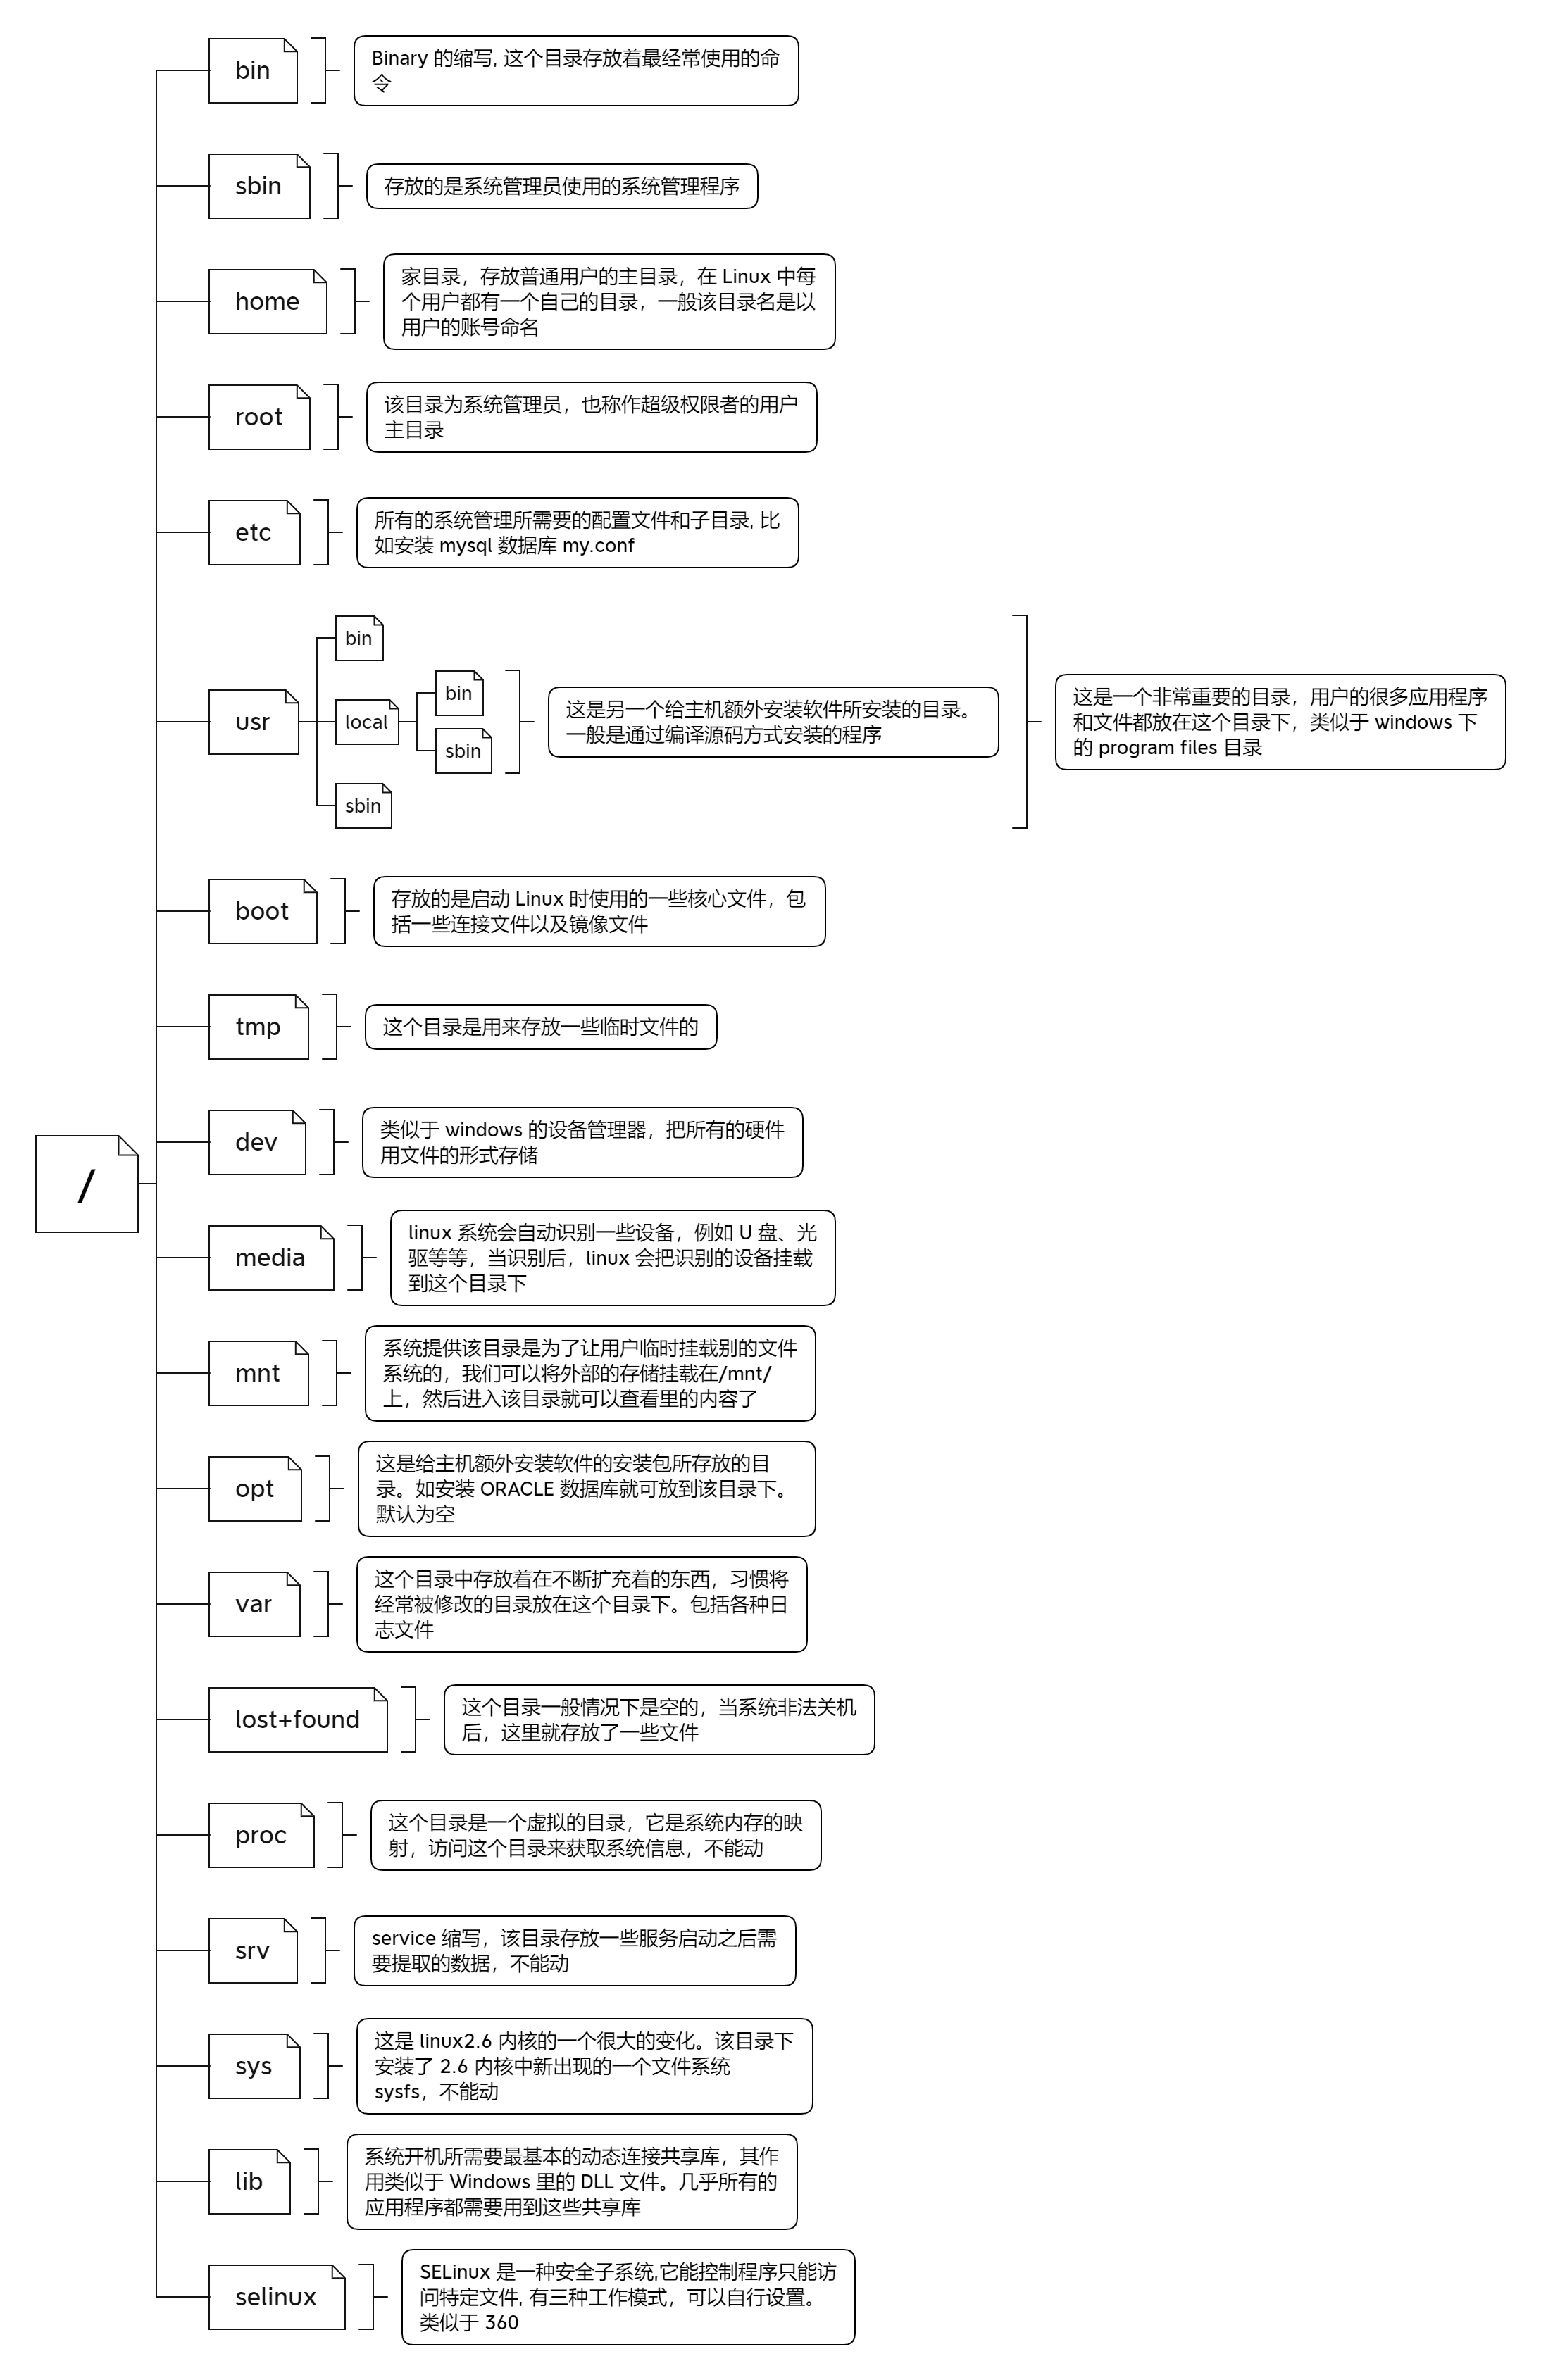 bin
Binary 的缩写, 这个目录存放着最经常使用的命
令
sbin
存放的是系统管理员使用的系统管理程序
home
家目录，存放普通用户的主目录，在 Linux 中每
个用户都有一个自己的目录，一般该目录名是以
用户的账号命名
root
该目录为系统管理员，也称作超级权限者的用户
主目录
etc
所有的系统管理所需要的配置文件和子目录, 比
如安装 mysql 数据库 my.conf
usr
bin
local
bin
sbin
这是另一个给主机额外安装软件所安装的目录。
一般是通过编译源码方式安装的程序
sbin
这是一个非常重要的目录，用户的很多应用程序
和文件都放在这个目录下，类似于 windows 下
的 program files 目录
boot
存放的是启动 Linux 时使用的一些核心文件，包
括一些连接文件以及镜像文件
tmp
这个目录是用来存放一些临时文件的
/
dev
类似于 windows 的设备管理器，把所有的硬件
用文件的形式存储
media
linux 系统会自动识别一些设备，例如 U 盘、光
驱等等，当识别后，linux 会把识别的设备挂载
到这个目录下
mnt
系统提供该目录是为了让用户临时挂载别的文件
系统的，我们可以将外部的存储挂载在/mnt/
上，然后进入该目录就可以查看里的内容了
opt
这是给主机额外安装软件的安装包所存放的目
录。如安装 ORACLE 数据库就可放到该目录下。
默认为空
var
这个目录中存放着在不断扩充着的东西，习惯将
经常被修改的目录放在这个目录下。包括各种日
志文件
lost+found
这个目录一般情况下是空的，当系统非法关机
后，这里就存放了一些文件
proc
这个目录是一个虚拟的目录，它是系统内存的映
射，访问这个目录来获取系统信息，不能动
srv
service 缩写，该目录存放一些服务启动之后需
要提取的数据，不能动
sys
这是 linux2.6 内核的一个很大的变化。该目录下
安装了 2.6 内核中新出现的一个文件系统
sysfs，不能动
lib
系统开机所需要最基本的动态连接共享库，其作
用类似于 Windows 里的 DLL 文件。几乎所有的
应用程序都需要用到这些共享库
selinux
SELinux 是一种安全子系统,它能控制程序只能访
问特定文件, 有三种工作模式，可以自行设置。
类似于 360